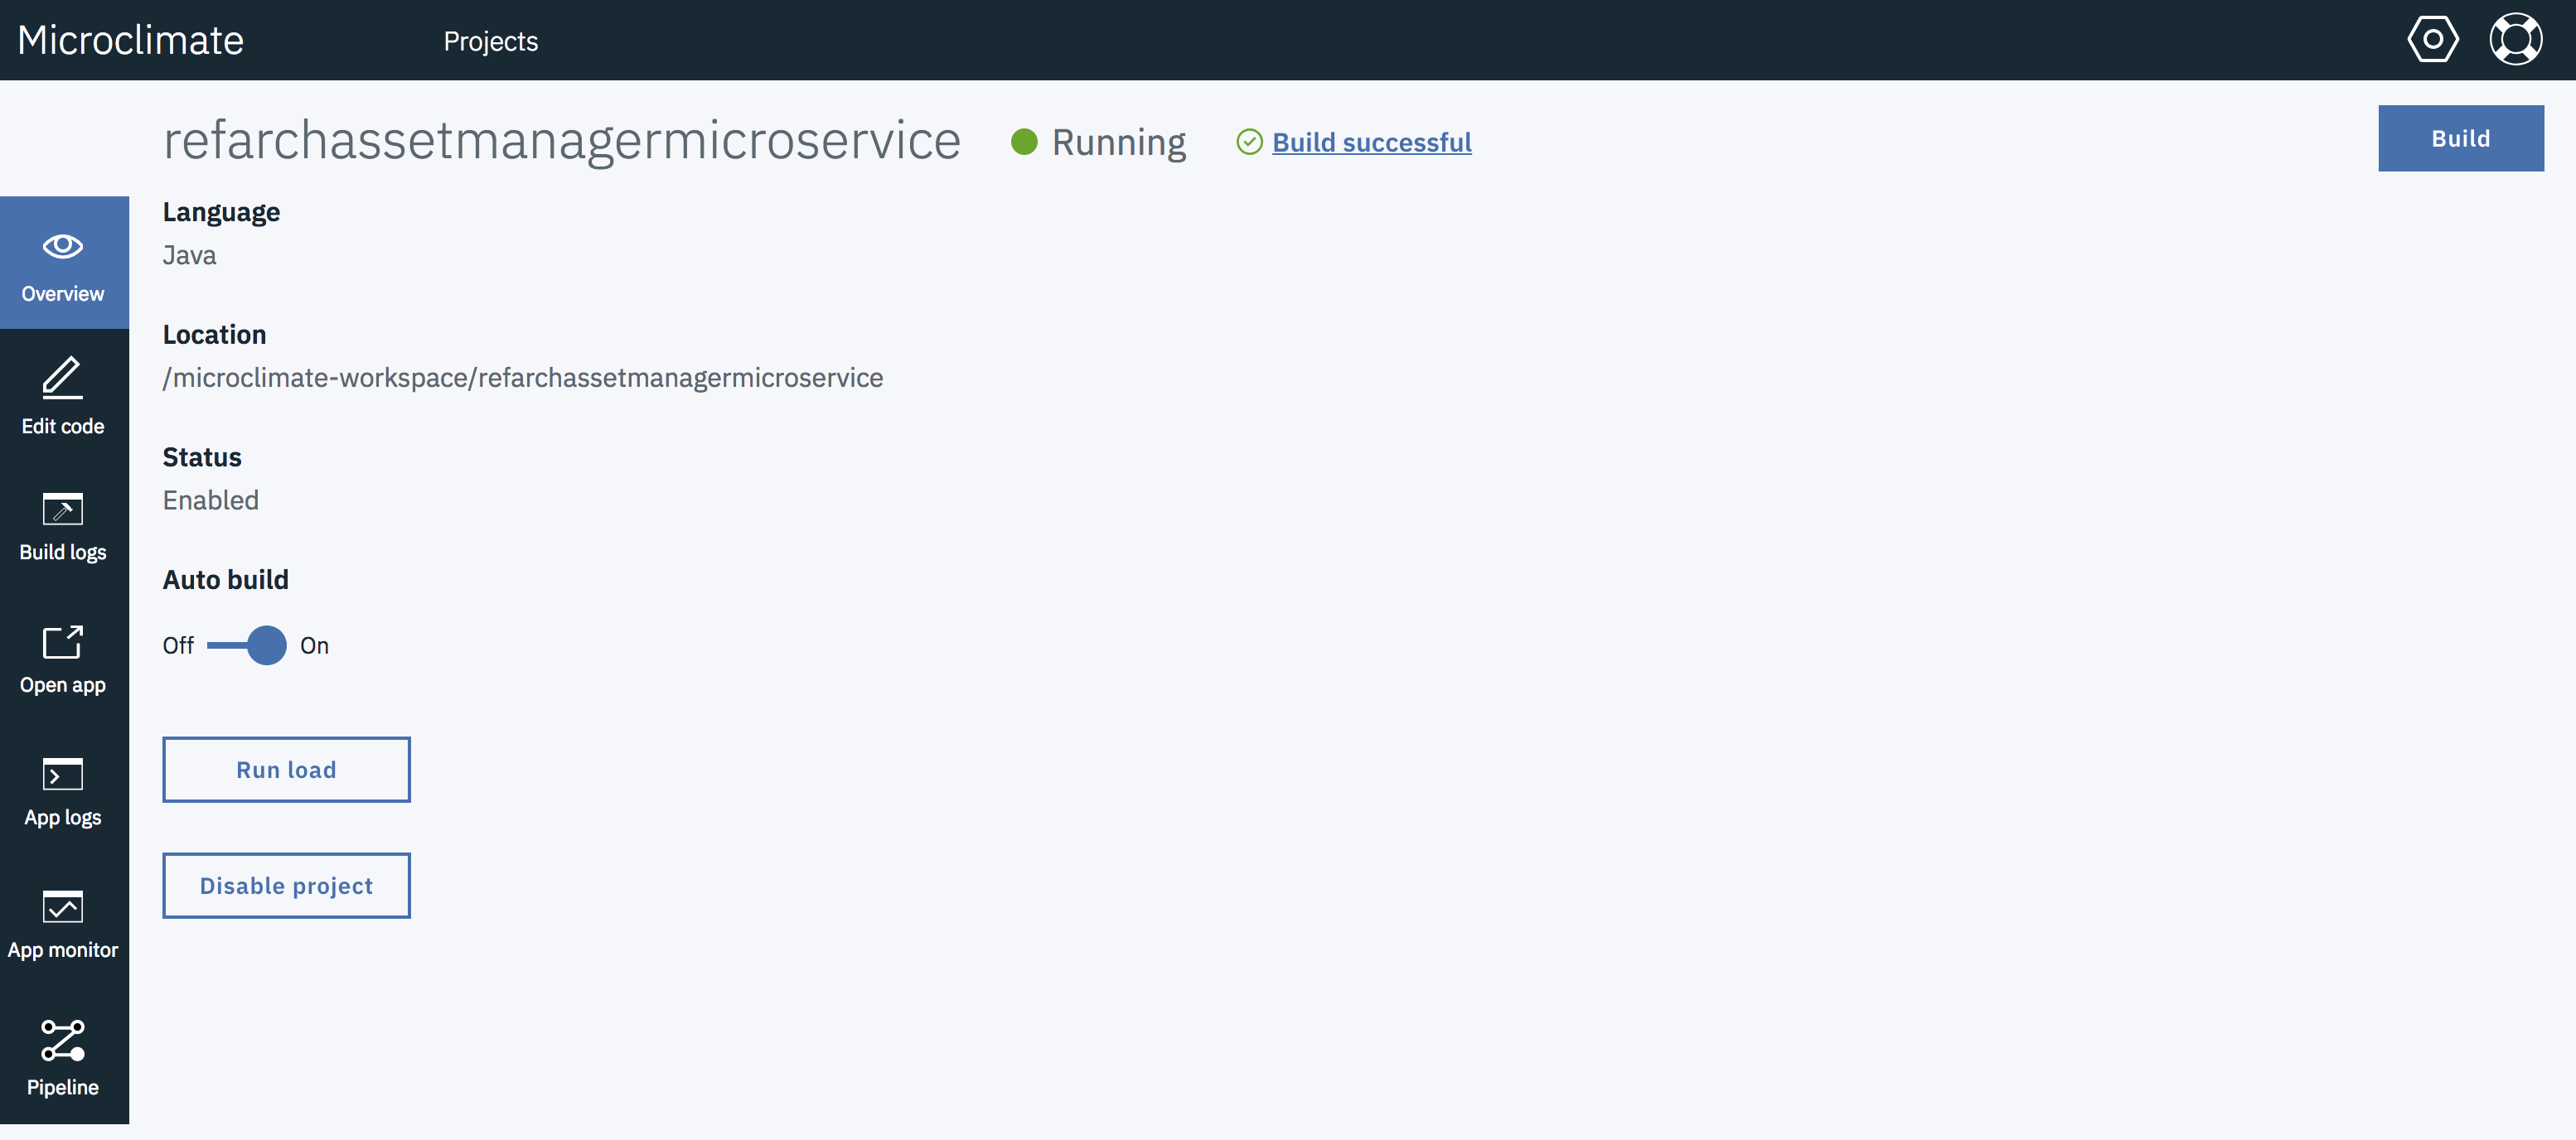 Microclimate
Projects
refarchassetmanagermicroservice
Running
Build successful
Build
Overview
Edit code
Build logs
Open app
App logs
App monitor
Pipeline
Language
Java
Location
/microclimate-workspace/refarchassetmanagermicroservice
Status
Enabled
Auto build
Off On
Run load
Disable project